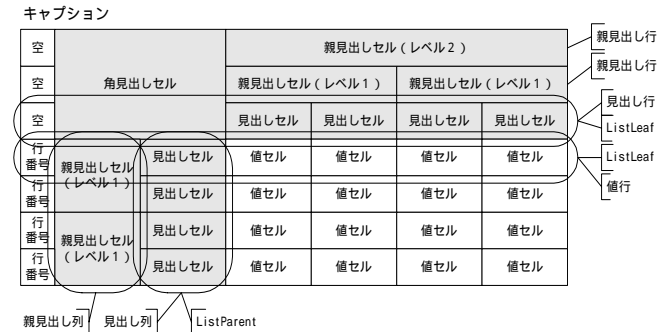 キャプション
空
親見出しセル（レベル２）
親見出し行
空
角見出しセル
親見出しセル（レベル１）
親見出しセル（レベル１）
親見出し行
空
見出しセル
見出しセル
見出しセル
見出しセル
見出し行
ListLeaf
行
番号
親見出しセル
（レベル１）
見出しセル
値セル
値セル
値セル
値セル
ListLeaf
値行
行
番号
見出しセル
値セル
値セル
値セル
値セル
行
番号
親見出しセル
（レベル１）
見出しセル
値セル
値セル
値セル
値セル
行
番号
見出しセル
値セル
値セル
値セル
値セル
親見出し列
見出し列
ListParent